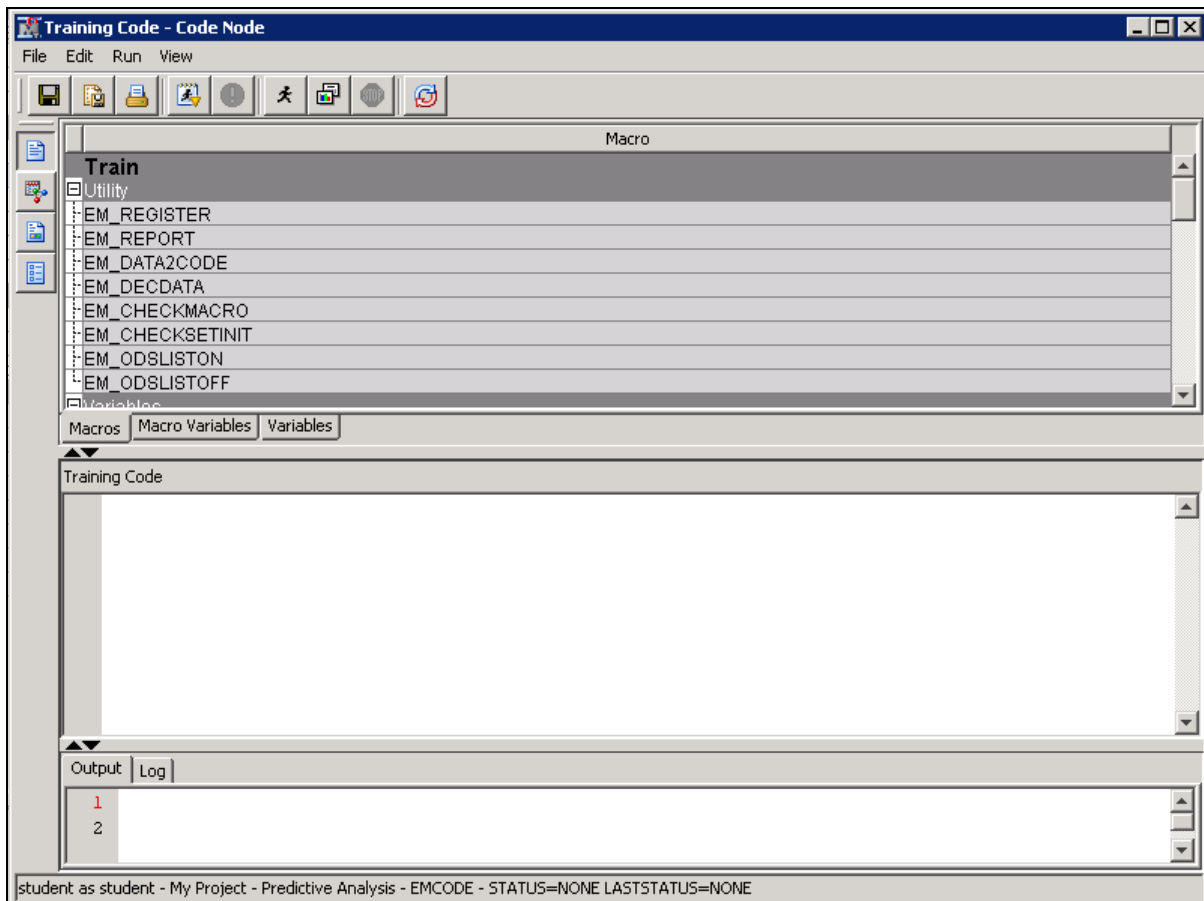 Training Code - Code Node
File Edit Run View
STOP
Macro
Train
Utility
EM_REGISTER
EM_REPORT
EM_DATA2CODE
EM_DECDATA
EM_CHECKMACRO
EM_CHECKSETINIT
EM_ODSLISTON
EM_ODSLISTOFF
Variables
Macros Macro Variables Variables
Training Code
Output Log
1
2
student as student - My Project - Predictive Analysis - EMCODE - STATUS=NONE LASTSTATUS=NONE